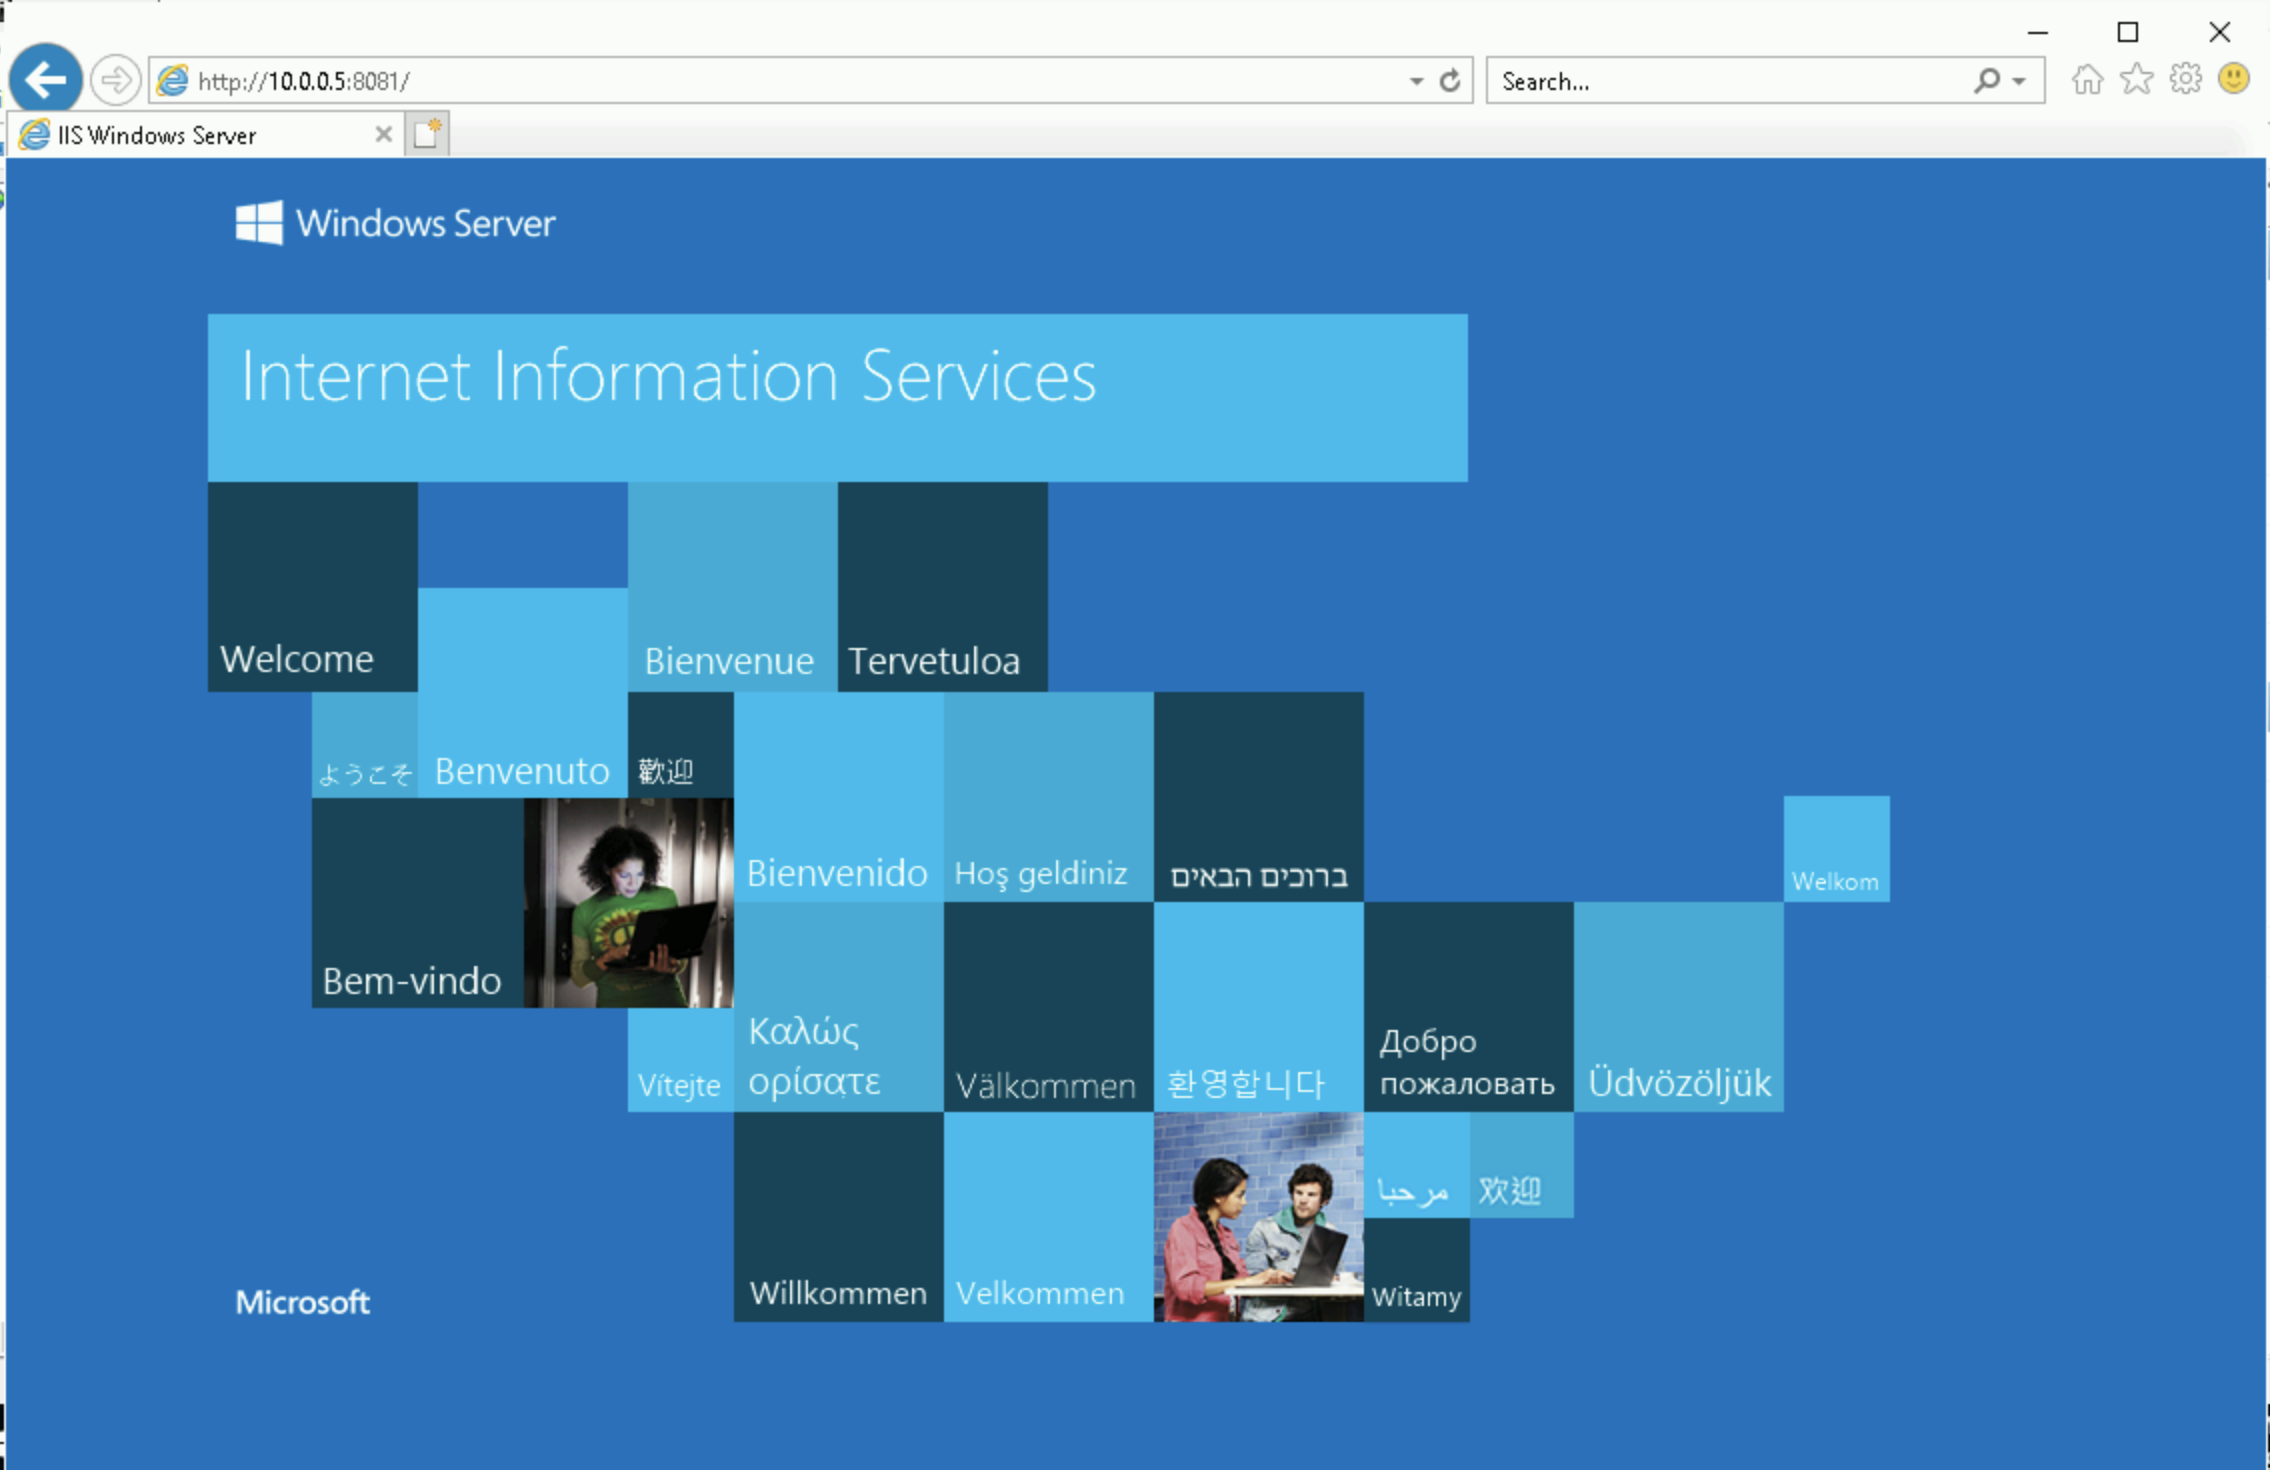 http://10.0.0.5:8081/
Search...
IIS Windows Server
Windows Server
Internet Information Services
Welcome
Bienvenue
Tervetuloa
ようこそ
Benvenuto
歡迎
Bienvenido
Hoş geldiniz
ברוכים הבאים
Welkom
Bem-vindo
Vítejte
Καλώς
ορίσατε
Välkommen
환영합니다
Добро
пожаловать
Üdvözöljük
Willkommen
Velkommen
مرحبا
欢迎
Witamy
Microsoft